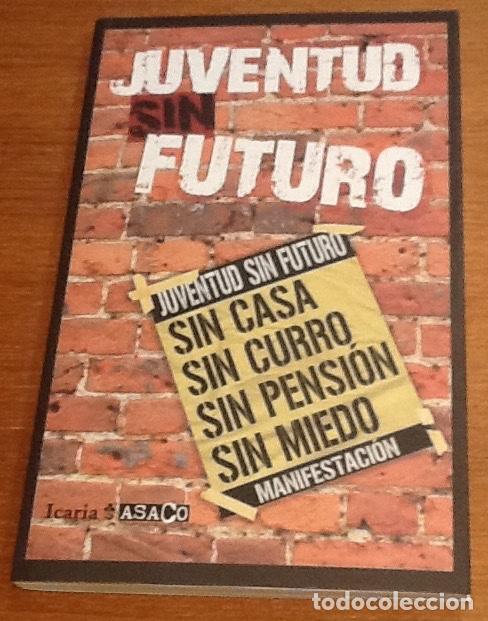 JUVENTUD
SIN
FUTURO
JUVENTUD SIN FUTURO
SIN CASA
SIN CURRO
SIN PENSIÓN
SIN MIEDO
MANIFESTACIÓN
Icaria ASACO
todocoleccion